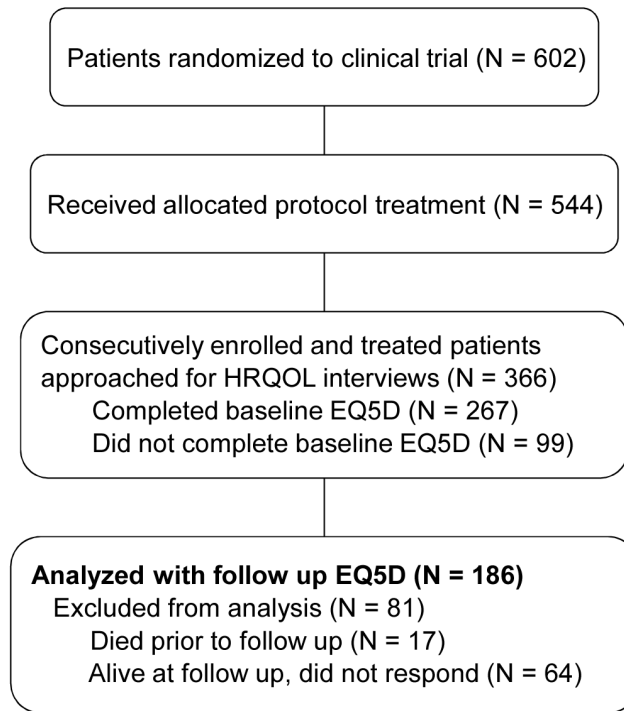 Patients randomized to clinical trial (N = 602)
Received allocated protocol treatment (N = 544)
Consecutively enrolled and treated patients
approached for HRQOL interviews (N = 366)
Completed baseline EQ5D (N = 267)
Did not complete baseline EQ5D (N = 99)
Analyzed with follow up EQ5D (N = 186)
Excluded from analysis (N = 81)
Died prior to follow up (N = 17)
Alive at follow up, did not respond (N = 64)